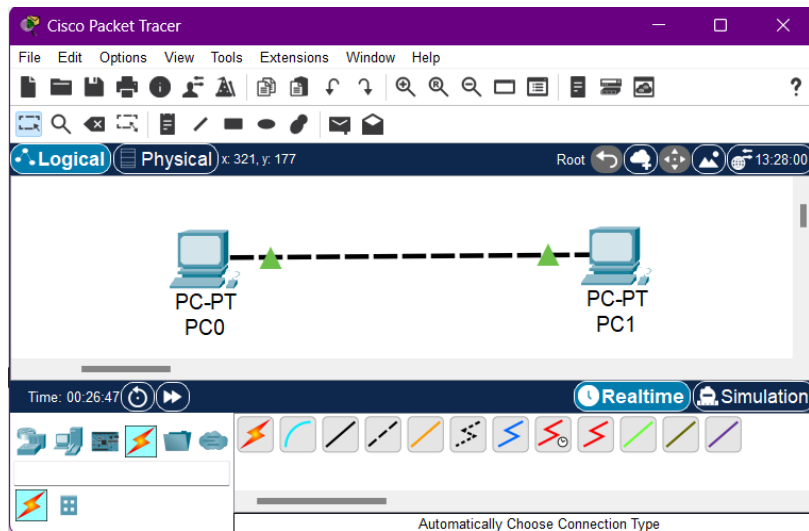 Cisco Packet Tracer
File Edit Options View Tools Extensions Window Help
?
Logical Physical x: 321, y: 177 Root 13:28:00
PC-PT
PC0
PC-PT
PC1
Time: 00:26:47 Realtime Simulation
Automatically Choose Connection Type